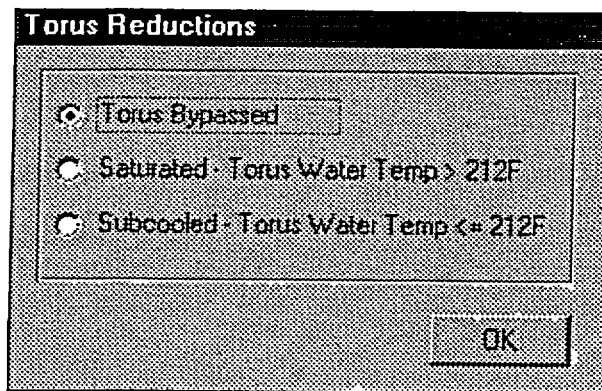 Torus Reductions
Torus Bypassed
Saturated - Torus Water Temp > 212F
Subcooled - Torus Water Temp <= 212F
OK